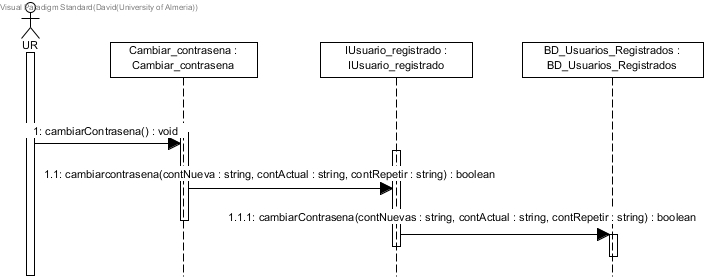 Visual Paradigm Standard(David(University of Almeria))
UR
Cambiar_contrasena :
Cambiar_contrasena
IUsuario_registrado :
IUsuario_registrado
BD_Usuarios_Registrados :
BD_Usuarios_Registrados
1: cambiarContrasena() : void
1.1: cambiarcontrasena(contNueva : string, contActual : string, contRepetir : string) : boolean
1.1.1: cambiarContrasena(contNuevas : string, contActual : string, contRepetir : string) : boolean